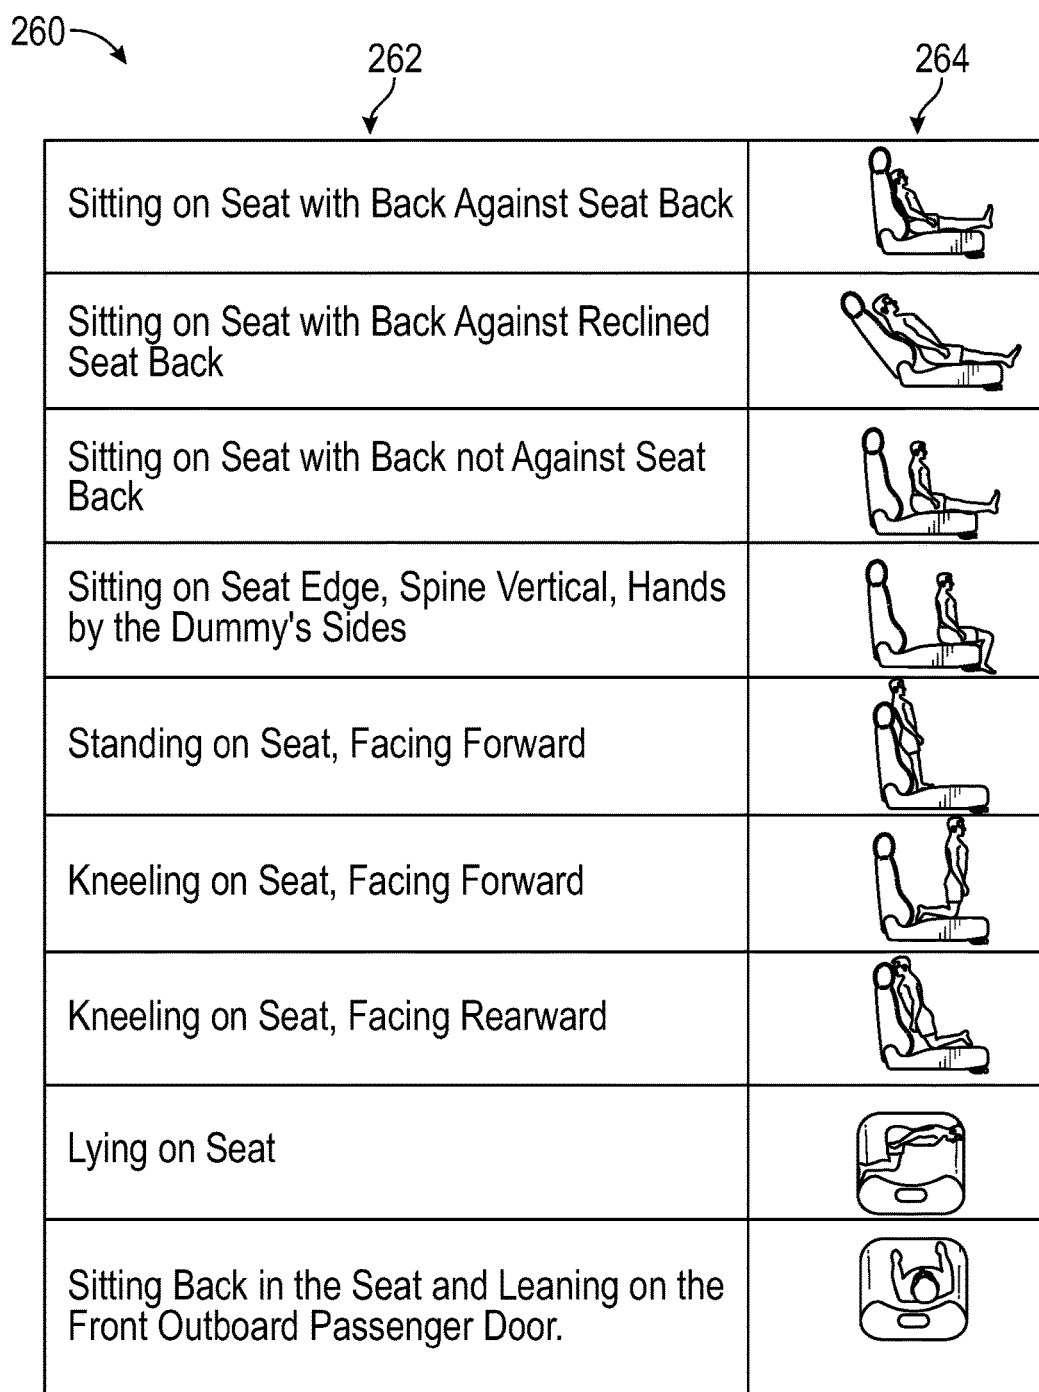 260
262
264
Sitting on Seat with Back Against Seat Back
Sitting on Seat with Back Against Reclined
Seat Back
Sitting on Seat with Back not Against Seat
Back
Sitting on Seat Edge, Spine Vertical, Hands
by the Dummy's Sides
Standing on Seat, Facing Forward
Kneeling on Seat, Facing Forward
Kneeling on Seat, Facing Rearward
Lying on Seat
Sitting Back in the Seat and Leaning on the
Front Outboard Passenger Door.